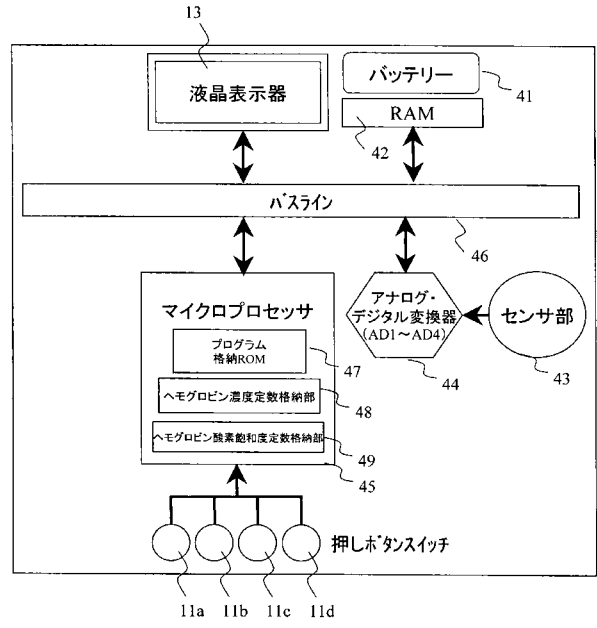 13
液晶表示器
バッテリー
41
RAM
42
バスライン
46
マイクロプロセッサ
プログラム
格納ROM
47
ヘモグロビン濃度定数格納部
48
ヘモグロビン酸素飽和度定数格納部
49
45
アナログ・
デジタル変換器
(AD1〜AD4)
44
センサ部
43
押しボタンスイッチ
11a
11b
11c
11d